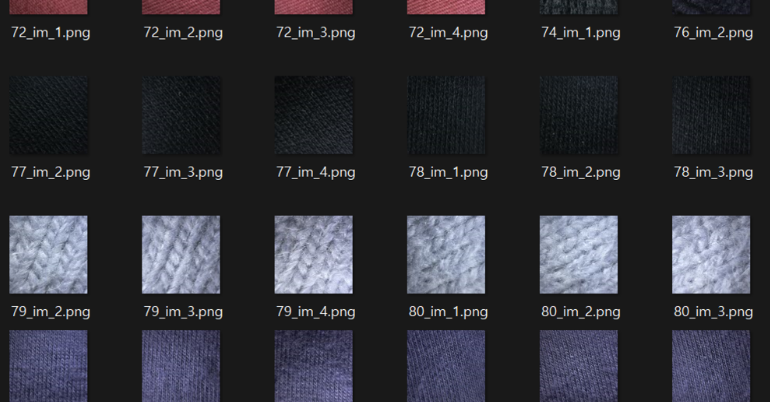 72_im_1.png 72_im_2.png 72_im_3.png 72_im_4.png 74_im_1.png 76_im_2.png
77_im_2.png 77_im_3.png 77_im_4.png 78_im_1.png 78_im_2.png 78_im_3.png
79_im_2.png 79_im_3.png 79_im_4.png 80_im_1.png 80_im_2.png 80_im_3.png